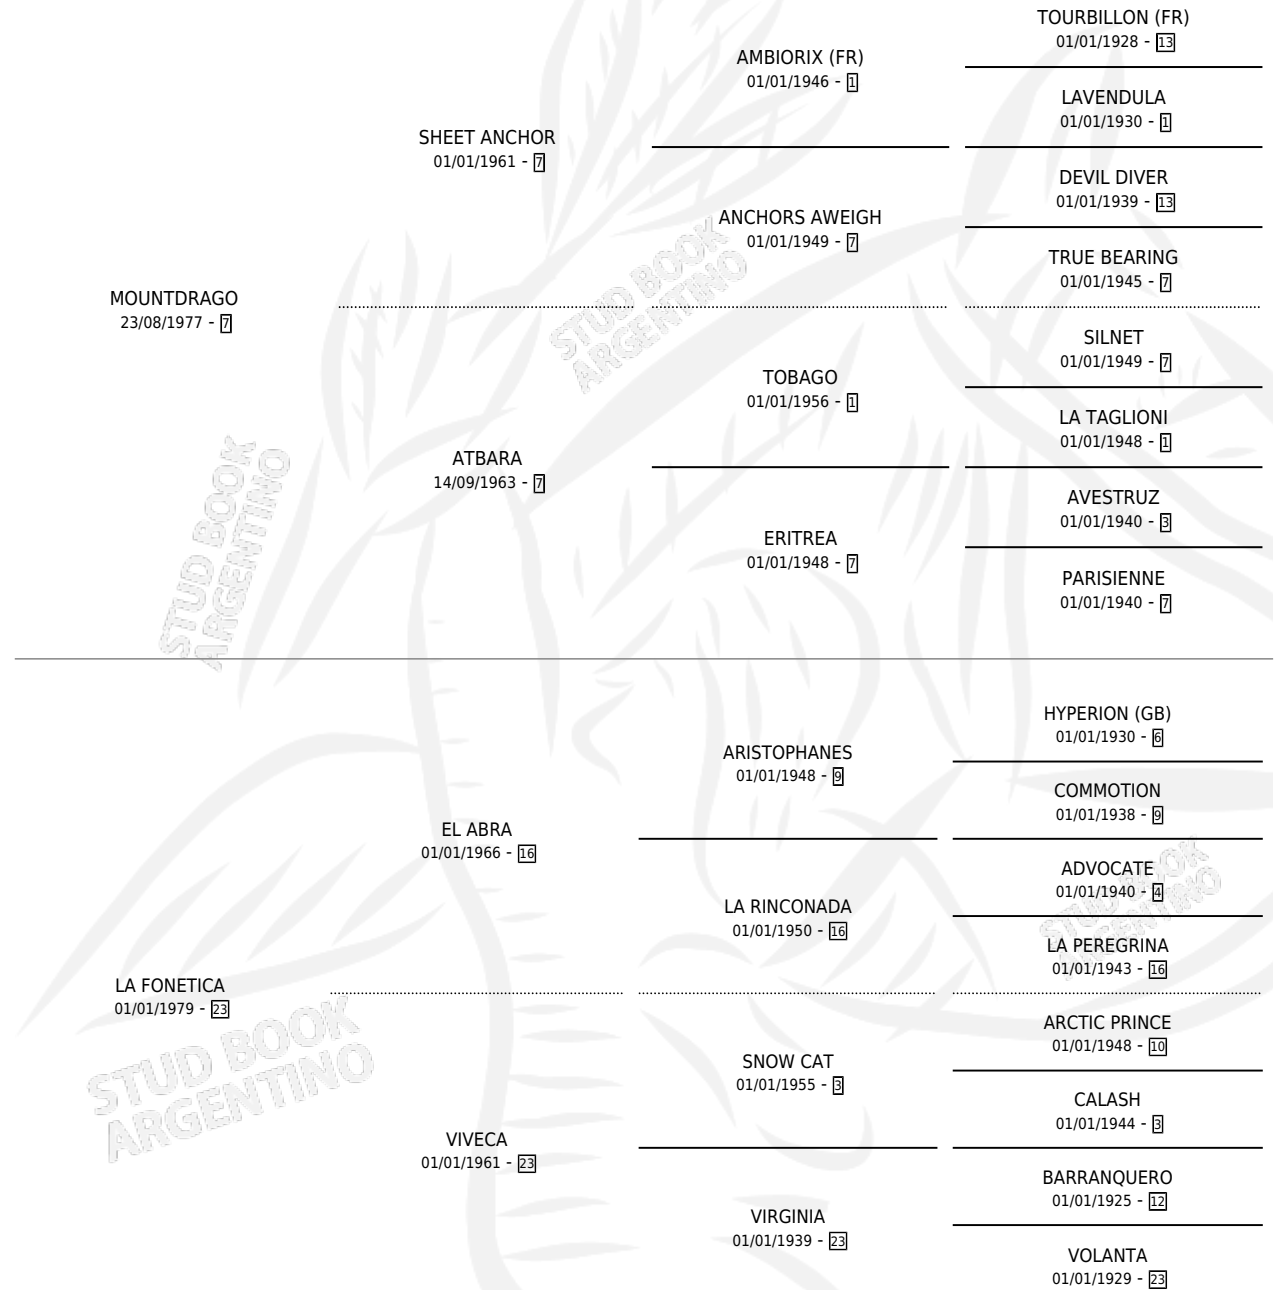 TOURBILLON (FR)
01/01/1928 - 13
AMBIORIX (FR)
01/01/1946 - 1
LAVENDULA
01/01/1930 - 1
SHEET ANCHOR
01/01/1961 - 7
DEVIL DIVER
01/01/1939 - 13
ANCHORS AWEIGH
01/01/1949 - 7
TRUE BEARING
01/01/1945 - 7
MOUNTDRAGO
23/08/1977 - 7
STUD BOOK
ARGENTINO
SILNET
01/01/1949 - 7
TOBAGO
01/01/1956 - 1
LA TAGLIONI
01/01/1948 - 1
ATBARA
14/09/1963 - 7
AVESTRUZ
01/01/1940 - 3
ERITREA
01/01/1948 - 7
PARISIENNE
01/01/1940 - 7
STUD BOOK
ARGENTINO
HYPERION (GB)
01/01/1930 - 6
ARISTOPHANES
01/01/1948 - 9
COMMOTION
01/01/1938 - 9
EL ABRA
01/01/1966 - 16
ADVOCATE
01/01/1940 - 4
LA RINCONADA
01/01/1950 - 16
LA PEREGRINA
01/01/1943 - 16
STUD BOOK
ARGENTINO
LA FONETICA
01/01/1979 - 23
ARCTIC PRINCE
01/01/1948 - 10
SNOW CAT
01/01/1955 - 3
STUD BOOK
ARGENTINO
CALASH
01/01/1944 - 3
VIVECA
01/01/1961 - 23
BARRANQUERO
01/01/1925 - 12
VIRGINIA
01/01/1939 - 23
VOLANTA
01/01/1929 - 23